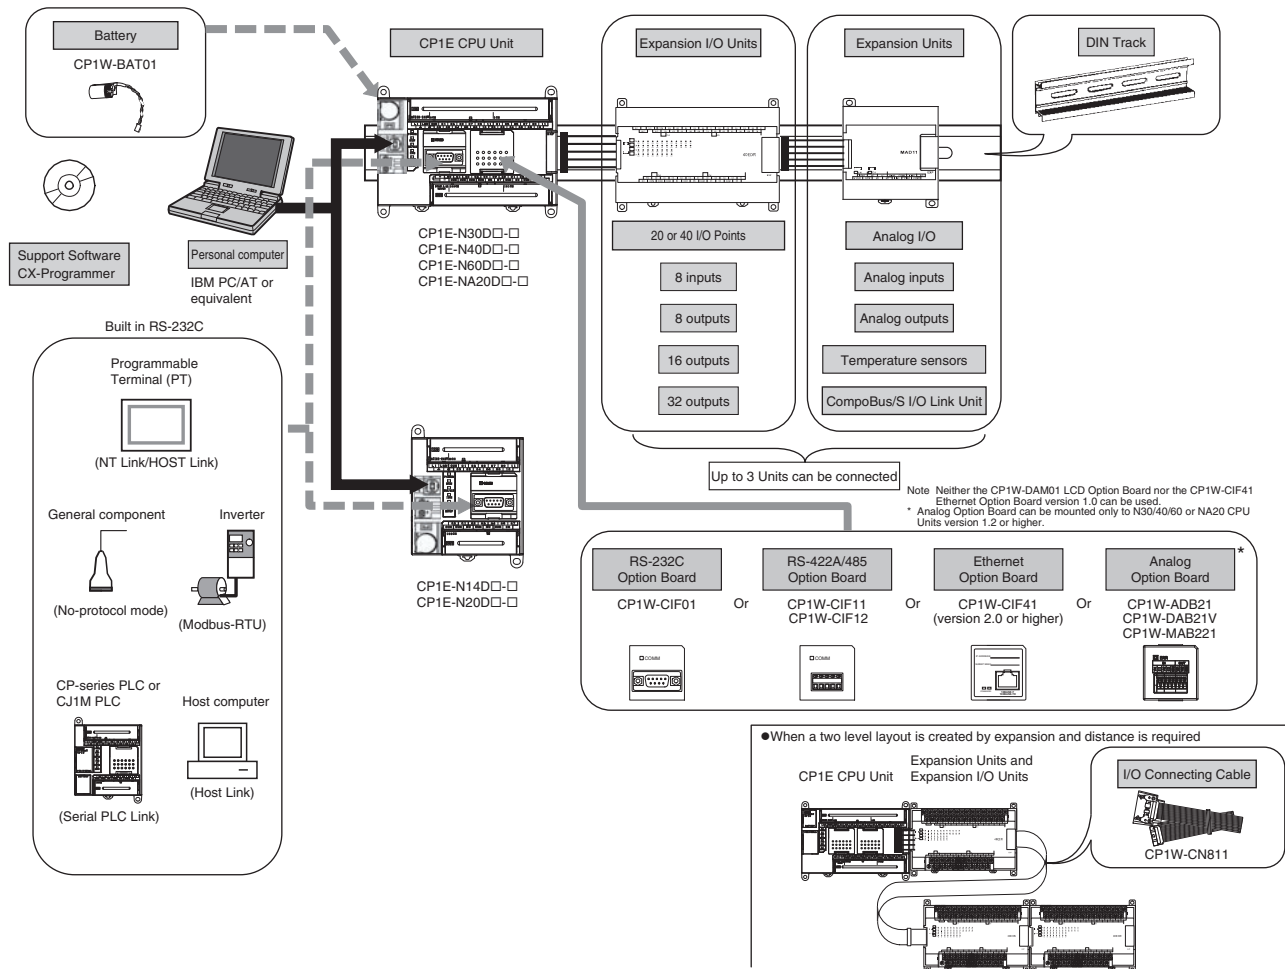 Battery
CP1W-BAT01
CP1E CPU Unit
Expansion I/O Units
Expansion Units
DIN Track
MAD11
Support Software
CX-Programmer
Personal computer
IBM PC/AT or
equivalent
CP1E-N30D□-□
CP1E-N40D□-□
CP1E-N60D□-□
CP1E-NA20D□-□
20 or 40 I/O Points
8 inputs
8 outputs
16 outputs
32 outputs
Analog I/O
Analog inputs
Analog outputs
Temperature sensors
CompoBus/S I/O Link Unit
Up to 3 Units can be connected
Built in RS-232C
Programmable
Terminal (PT)
(NT Link/HOST Link)
General component
(No-protocol mode)
Inverter
(Modbus-RTU)
CP-series PLC or
CJ1M PLC
(Serial PLC Link)
Host computer
(Host Link)
CP1E-N14D□-□
CP1E-N20D□-□
Note Neither the CP1W-DAM01 LCD Option Board nor the CP1W-CIF41
Ethernet Option Board version 1.0 can be used.
* Analog Option Board can be mounted only to N30/40/60 or NA20 CPU
Units version 1.2 or higher.
RS-232C
Option Board
CP1W-CIF01
COMM
Or
RS-422A/485
Option Board
CP1W-CIF11
CP1W-CIF12
COMM
Or
Ethernet
Option Board
CP1W-CIF41
(version 2.0 or higher)
Or
Analog
Option Board
*
CP1W-ADB21
CP1W-DAB21V
CP1W-MAB221
●When a two level layout is created by expansion and distance is required
CP1E CPU Unit
Expansion Units and
Expansion I/O Units
I/O Connecting Cable
CP1W-CN811